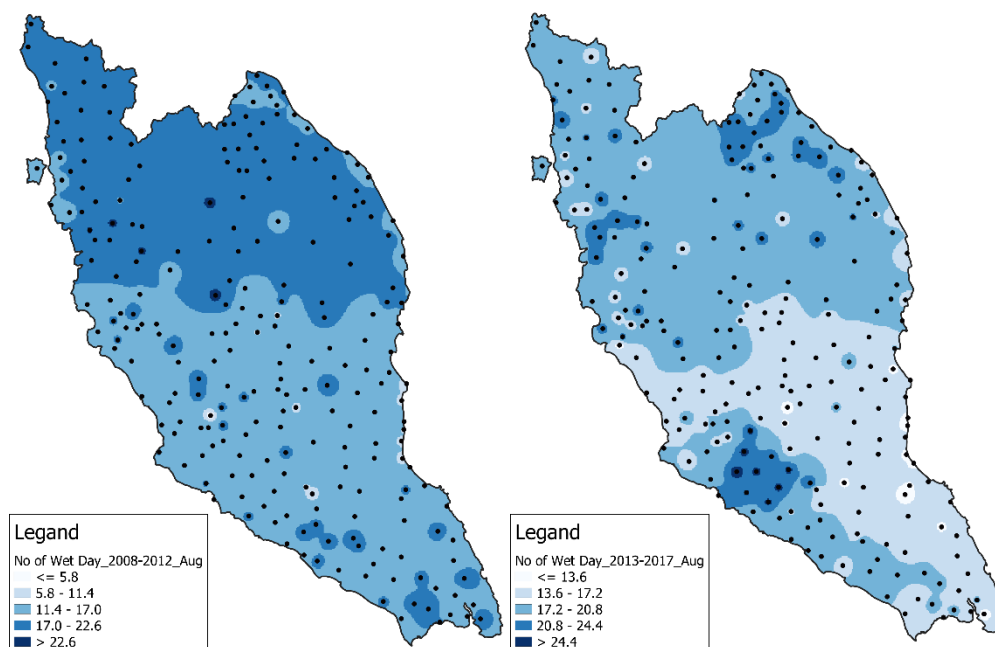 Legand
No of Wet Day_2008-2012_Aug
<= 5.8
5.8 - 11.4
11.4 - 17.0
17.0 - 22.6
> 22.6
Legand
No of Wet Day_2013-2017_Aug
<= 13.6
13.6 - 17.2
17.2 - 20.8
20.8 - 24.4
> 24.4